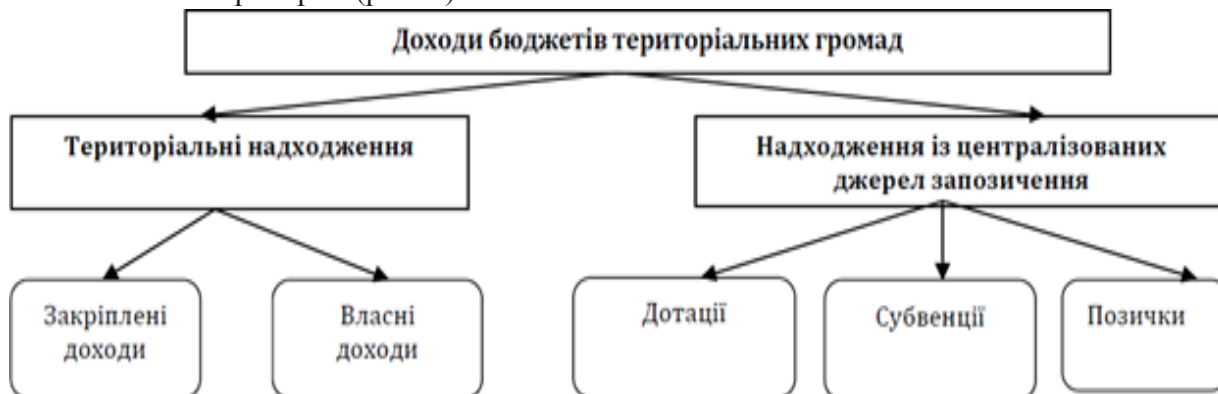 Доходи бюджетів територіальних громад
Територіальні надходження
Надходження із централізованих
джерел запозичення
Закріплені
доходи
Власні
доходи
Дотації
Субвенції
Позички